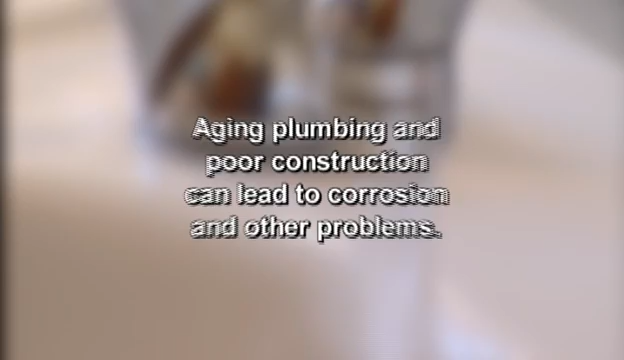 Aging plumbing and
poor construction
can lead to corrosion
and other problems.